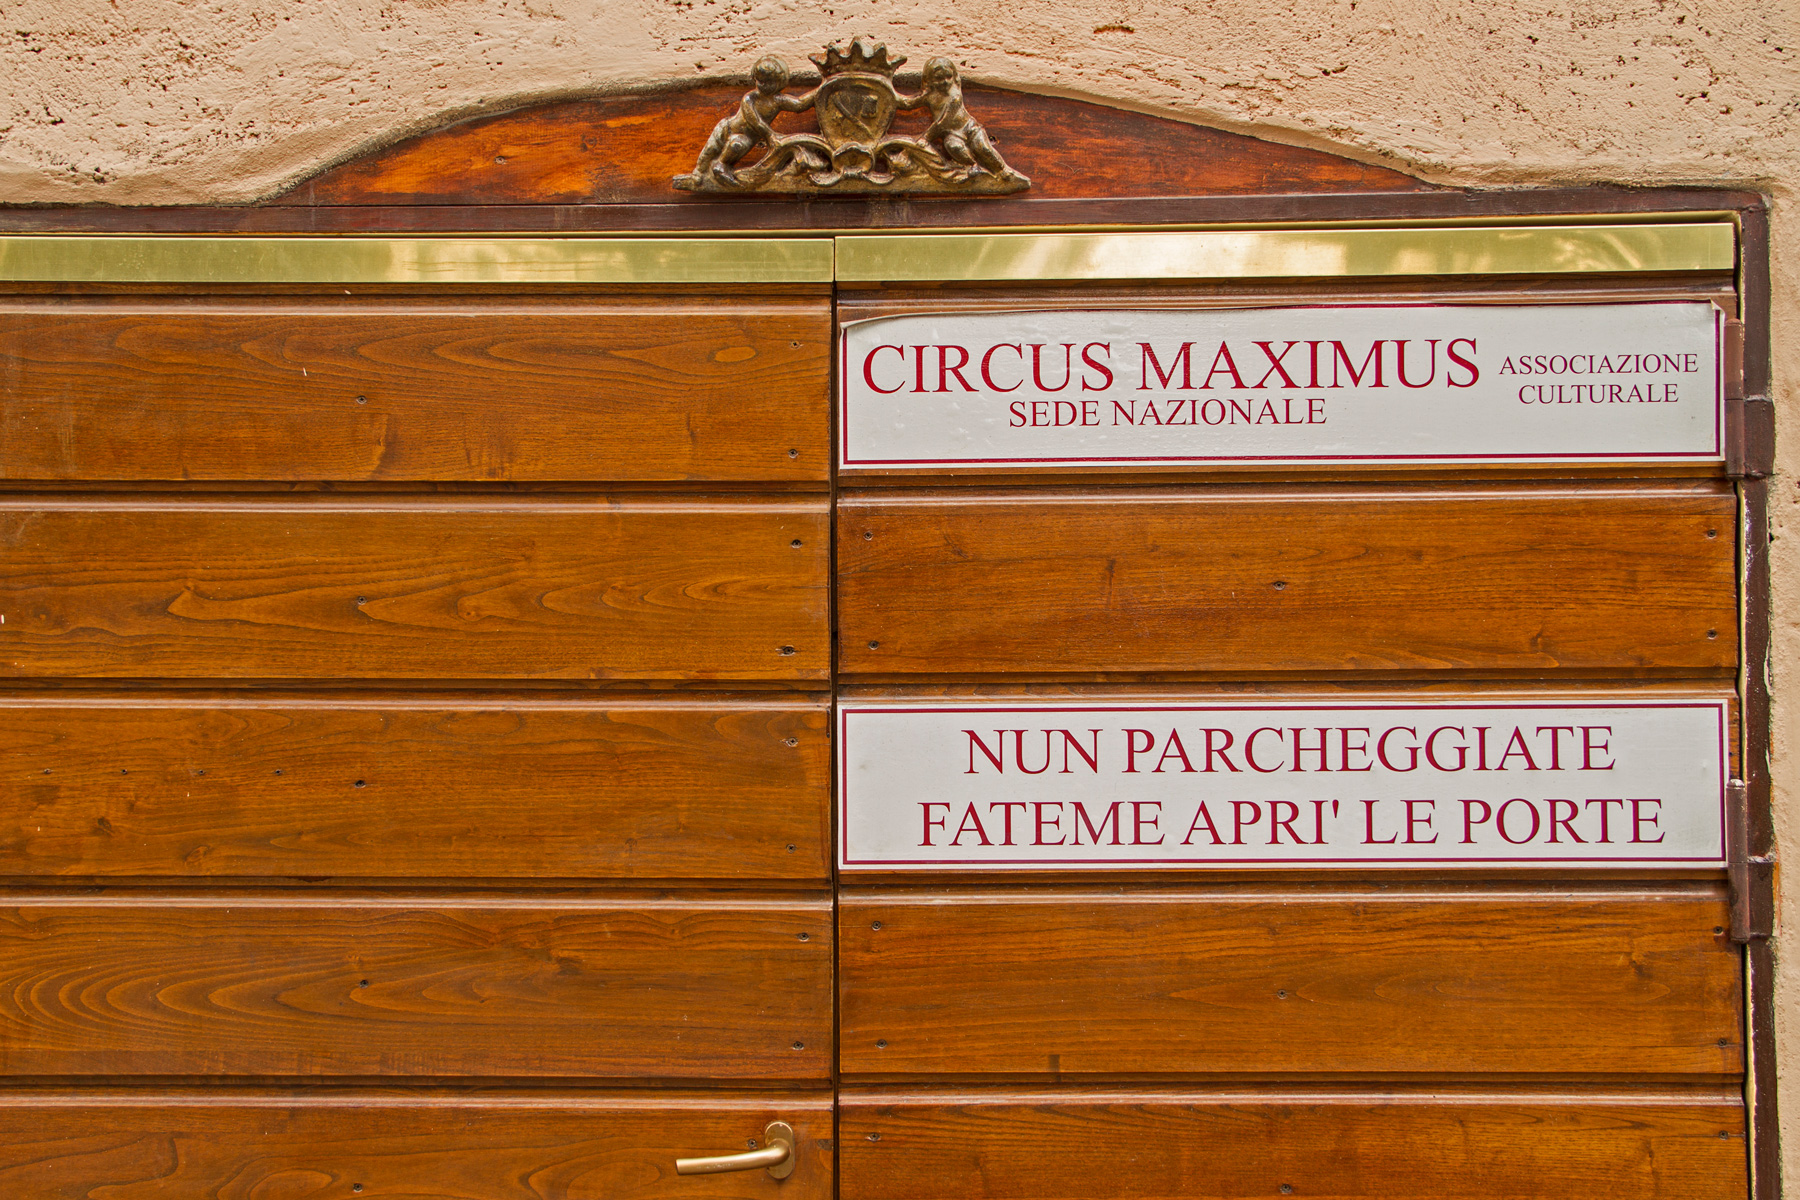 CIRCUS MAXIMUS
SEDE NAZIONALE
ASSOCIAZIONE
CULTURALE
NUN PARCHEGGIATE
FATEME APRI' LE PORTE